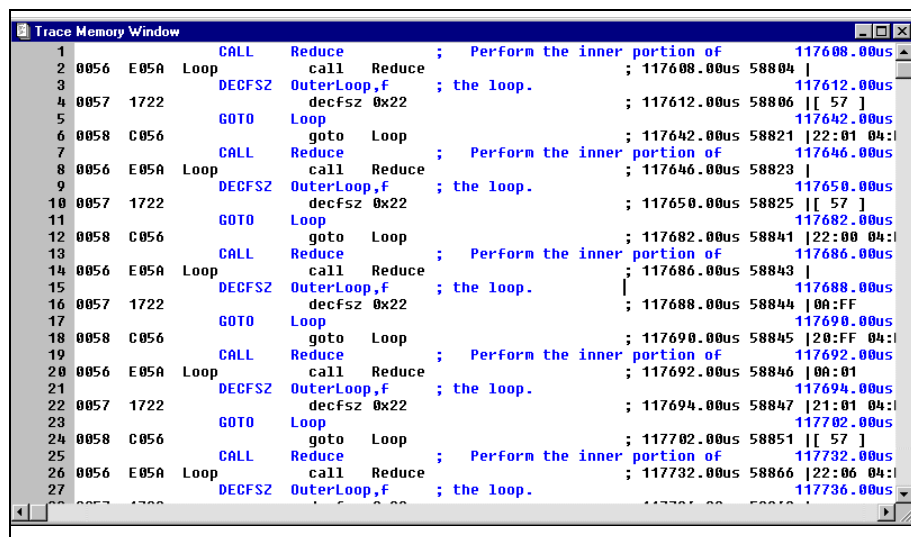 Trace Memory Window
1 CALL Reduce ; Perform the inner portion of 117608.00us
2 0056 E05A Loop call Reduce ; 117608.00us 58804 |
3 DECFSZ OuterLoop,f ; the loop. 117612.00us
4 0057 1722 decfsz 0x22 ; 117612.00us 58806 |[ 57 ]
5 GOTO Loop 117642.00us
6 0058 C056 goto Loop ; 117642.00us 58821 |22:01 04:
7 CALL Reduce ; Perform the inner portion of 117646.00us
8 0056 E05A Loop call Reduce ; 117646.00us 58823 |
9 DECFSZ OuterLoop,f ; the loop. 117650.00us
10 0057 1722 decfsz 0x22 ; 117650.00us 58825 |[ 57 ]
11 GOTO Loop 117682.00us
12 0058 C056 goto Loop ; 117682.00us 58841 |22:00 04:
13 CALL Reduce ; Perform the inner portion of 117686.00us
14 0056 E05A Loop call Reduce ; 117686.00us 58843 |
15 DECFSZ OuterLoop,f ; the loop. 117688.00us
16 0057 1722 decfsz 0x22 ; 117688.00us 58844 |0A:FF
17 GOTO Loop 117690.00us
18 0058 C056 goto Loop ; 117690.00us 58845 |20:FF 04:
19 CALL Reduce ; Perform the inner portion of 117692.00us
20 0056 E05A Loop call Reduce ; 117692.00us 58846 |0A:01
21 DECFSZ OuterLoop,f ; the loop. 117694.00us
22 0057 1722 decfsz 0x22 ; 117694.00us 58847 |21:01 04:
23 GOTO Loop 117702.00us
24 0058 C056 goto Loop ; 117702.00us 58851 |[ 57 ]
25 CALL Reduce ; Perform the inner portion of 117732.00us
26 0056 E05A Loop call Reduce ; 117732.00us 58866 |22:06 04:
27 DECFSZ OuterLoop,f ; the loop. 117736.00us